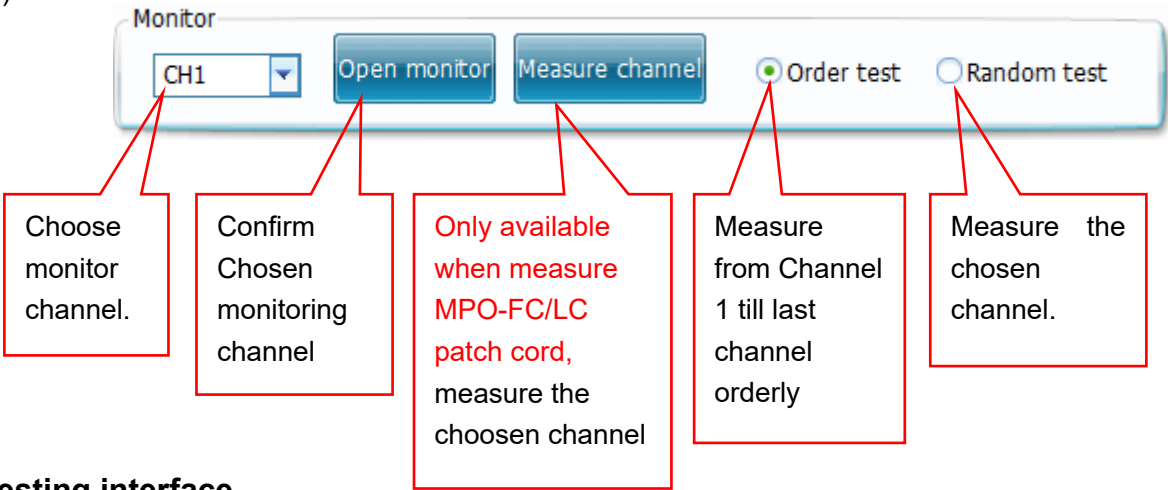 )
Monitor
CH1
Open monitor
Measure channel
Order test
Random test
Choose
monitor
channel.
Confirm
Chosen
monitoring
channel
Only available
when measure
MPO-FC/LC
patch cord,
measure the
choosen channel
Measure
from Channel
1 till last
channel
orderly
Measure the
chosen
channel.
esting interface